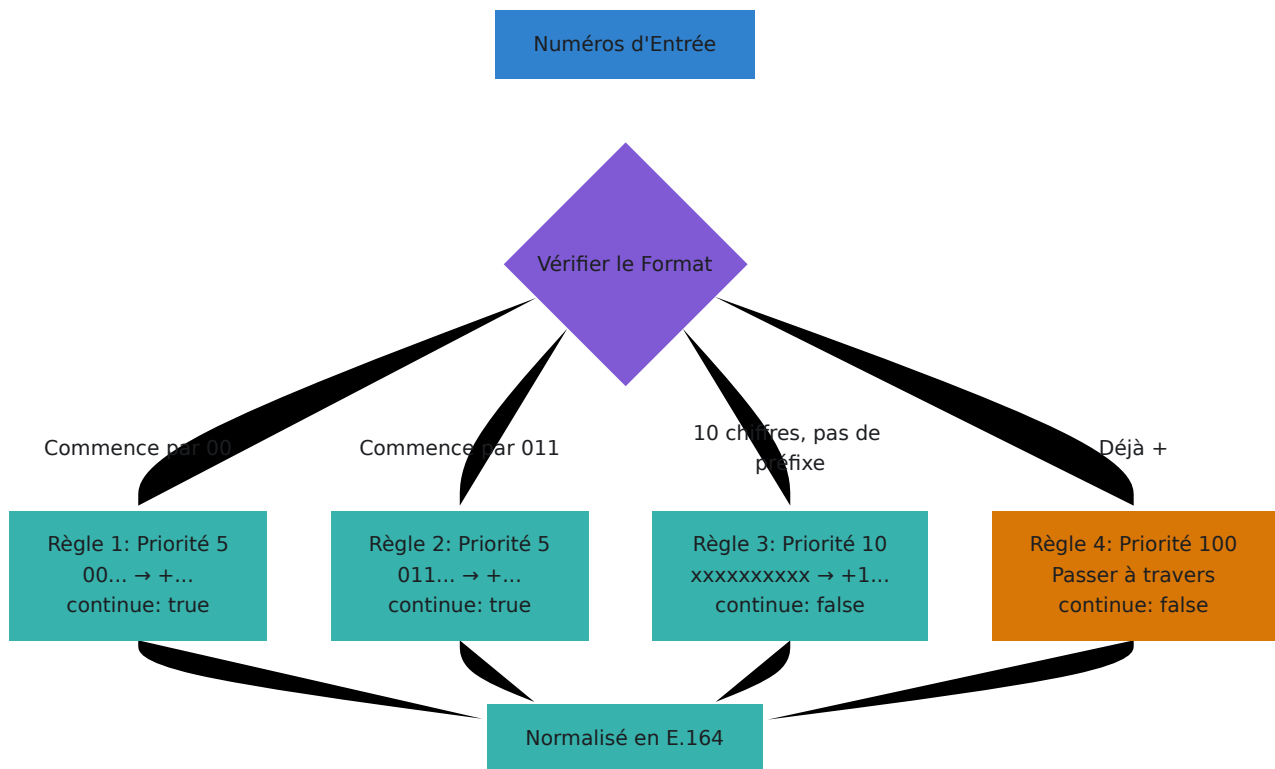 Numéros d'Entrée
Vérifier le Format
Commence par 00
Commence par 011
10 chiffres, pas de
préfixe
Déjà +
Règle 1: Priorité 5
00... → +...
continue: true
Règle 2: Priorité 5
011... → +...
continue: true
Règle 3: Priorité 10
xxxxxxxxxx → +1...
continue: false
Règle 4: Priorité 100
Passer à travers
continue: false
Normalisé en E.164